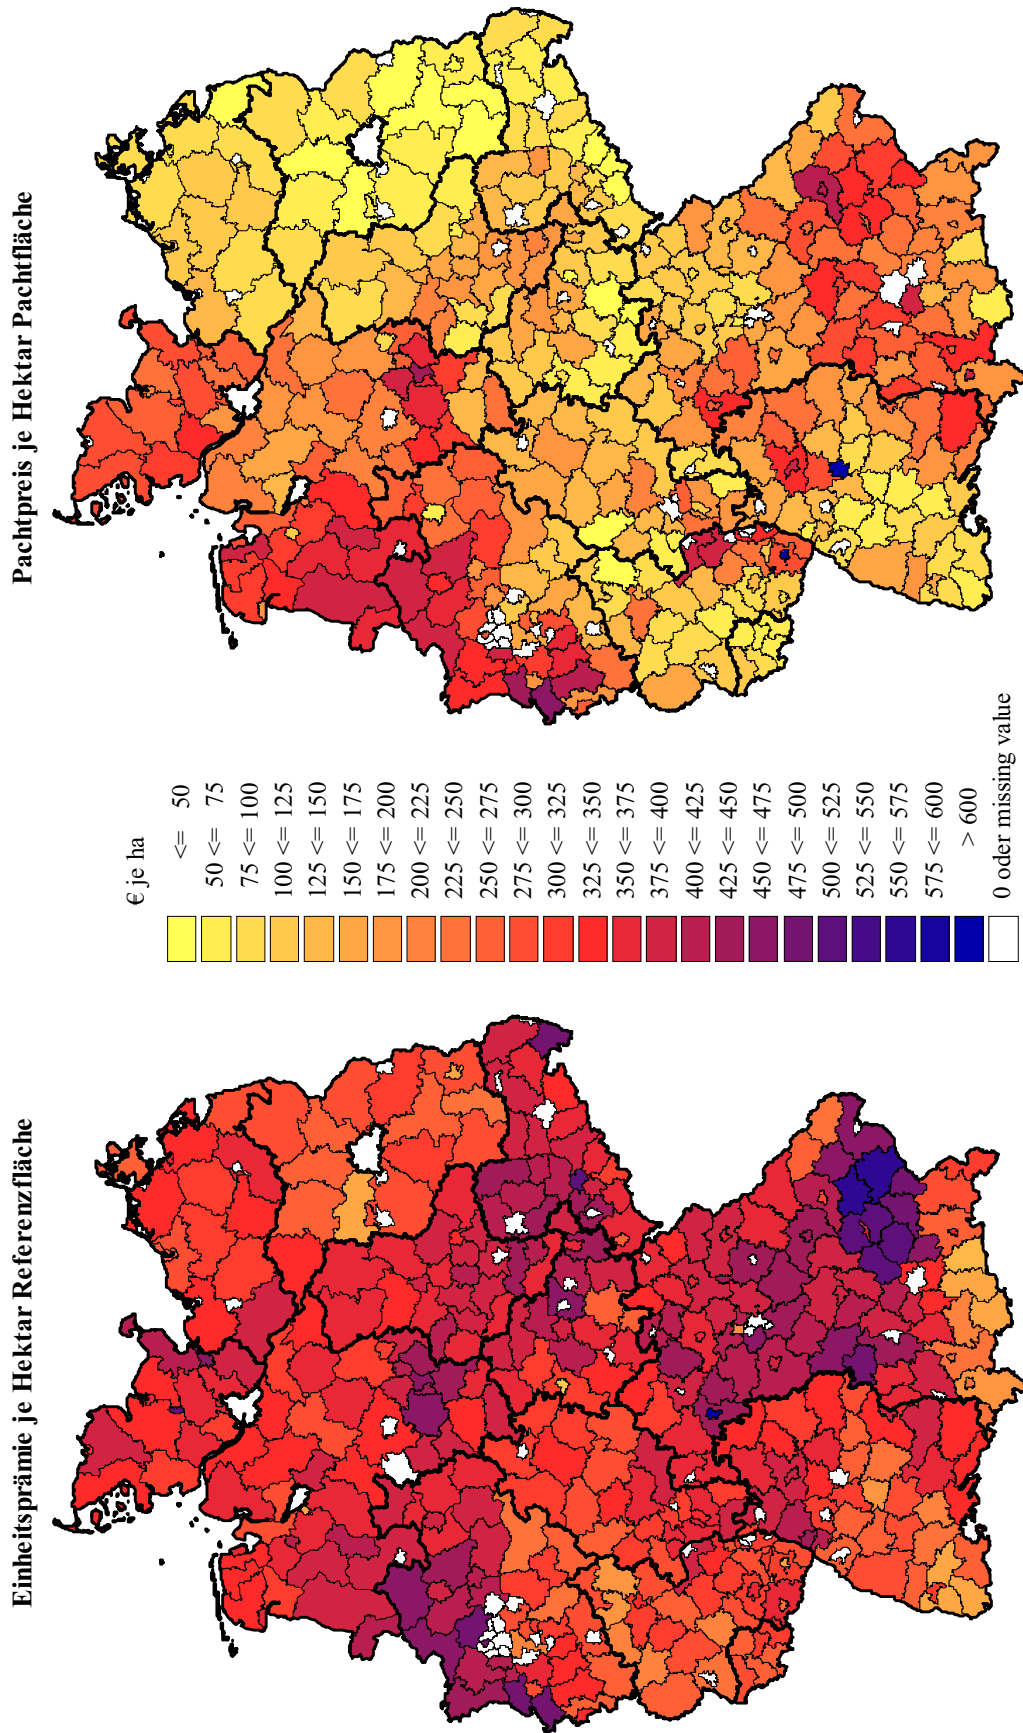 Einheitsprämie je Hektar Referenzfläche
Pachtpreis je Hektar Pachtfläche
€ je ha
<= 50
50 <= 75
75 <= 100
100 <= 125
125 <= 150
150 <= 175
175 <= 200
200 <= 225
225 <= 250
250 <= 275
275 <= 300
300 <= 325
325 <= 350
350 <= 375
375 <= 400
400 <= 425
425 <= 450
450 <= 475
475 <= 500
500 <= 525
525 <= 550
550 <= 575
575 <= 600
> 600
0 oder missing value